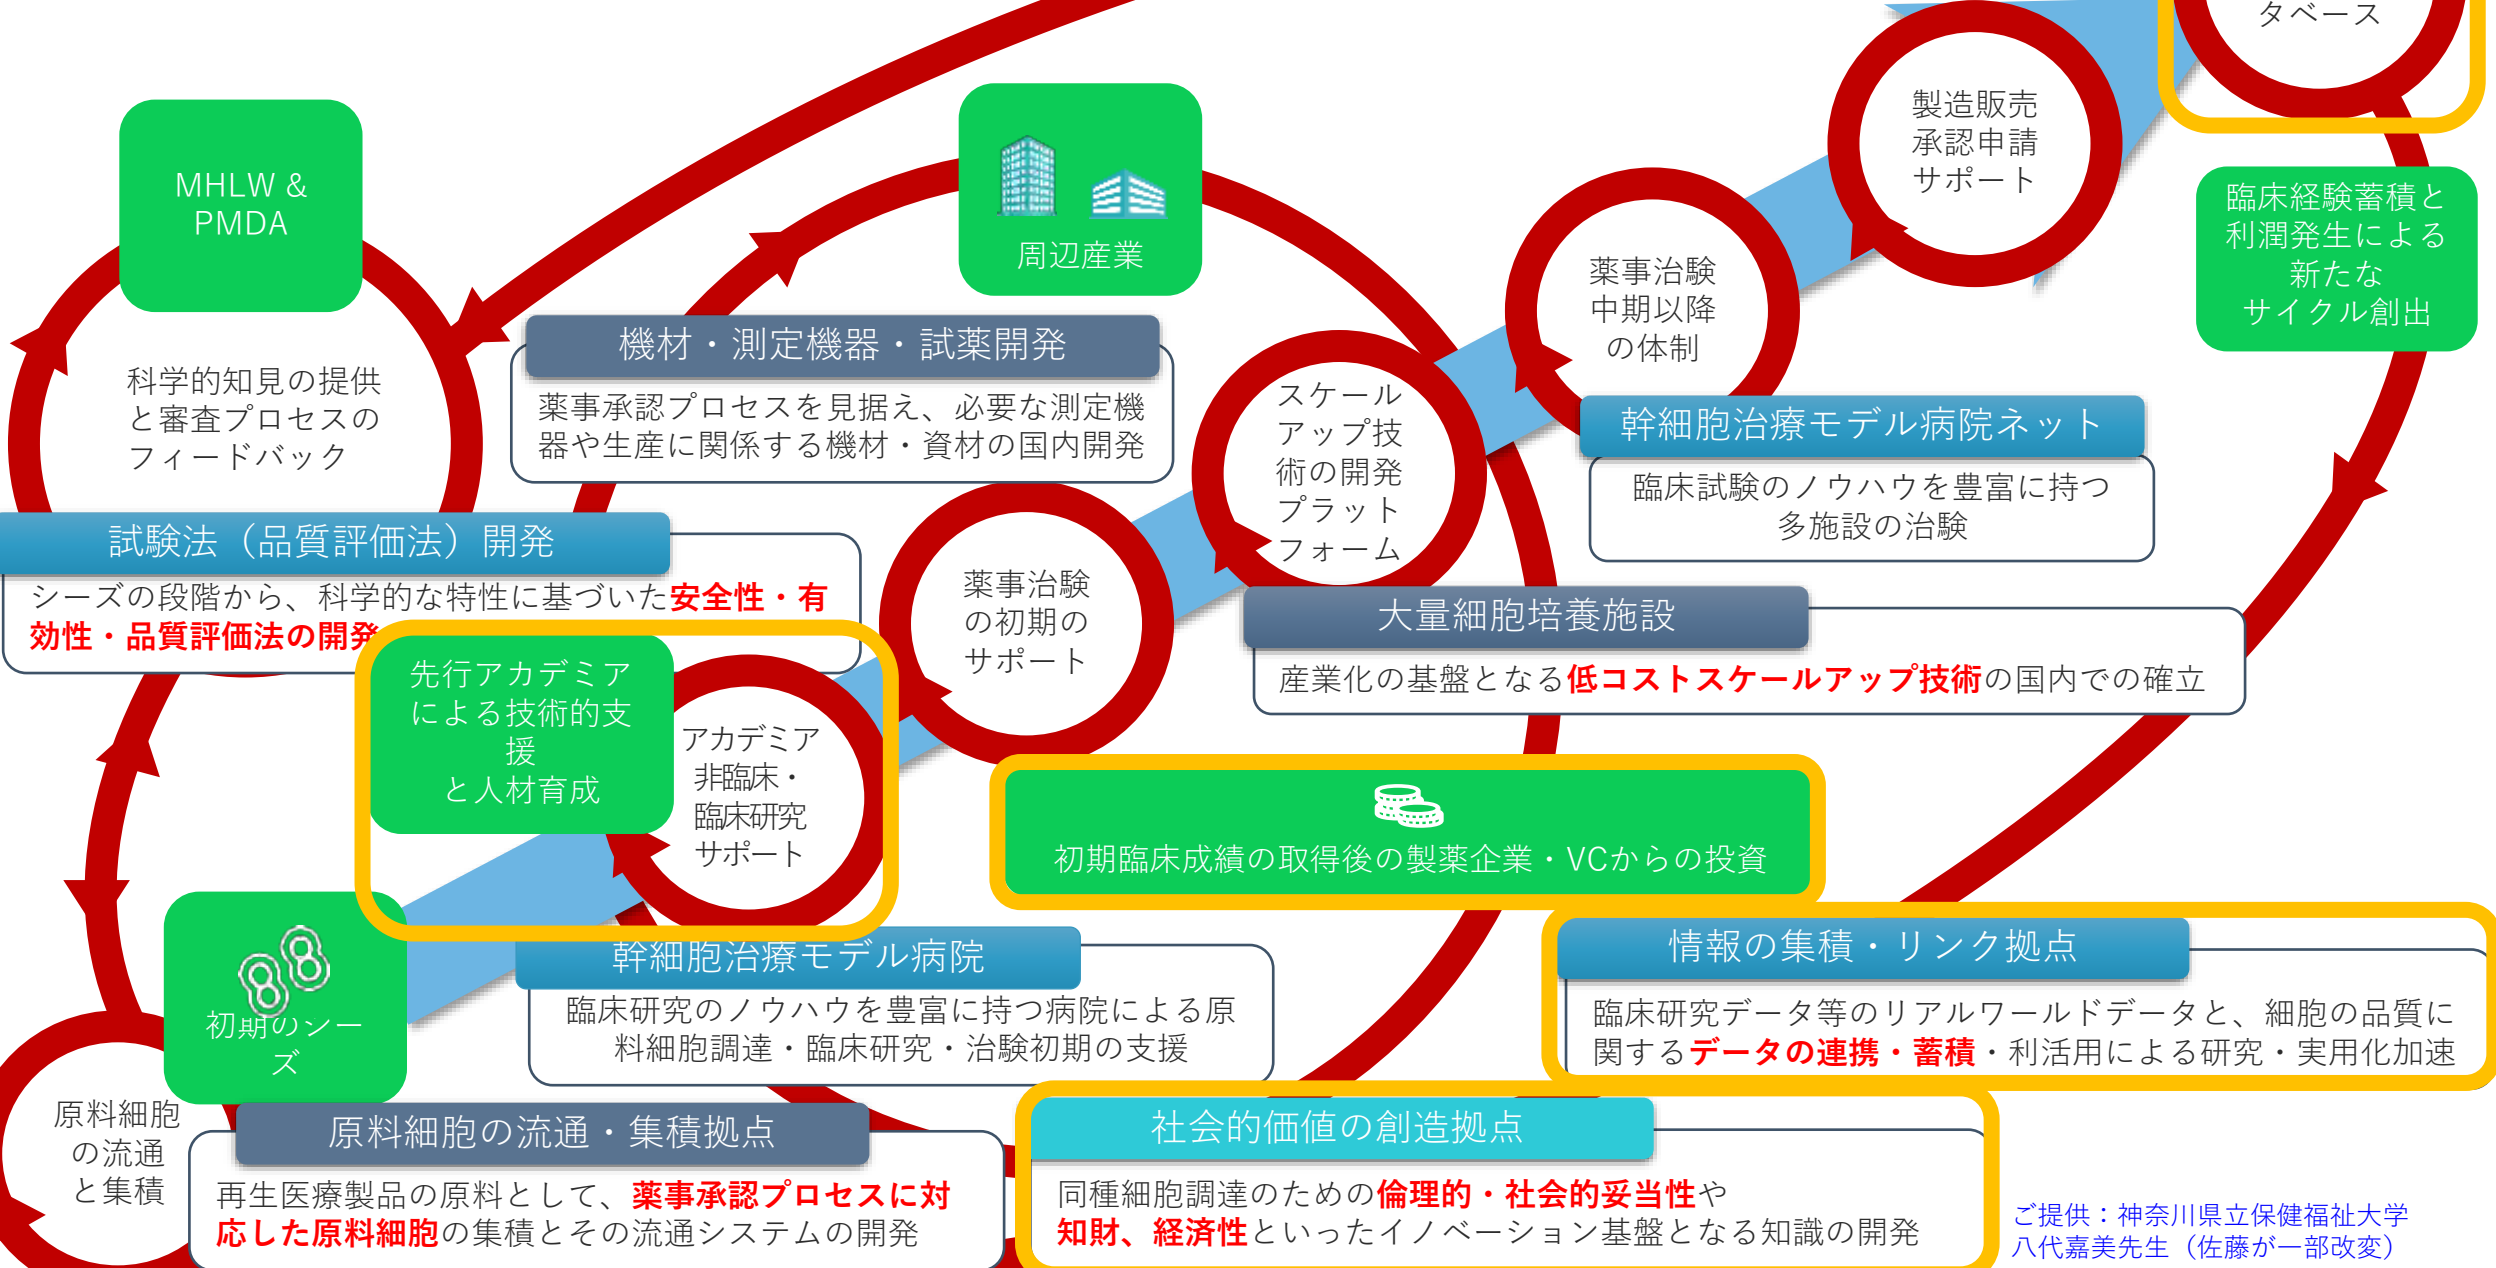 タベース
製造販売
承認申請
サポート
MHLW &
PMDA
周辺産業
臨床経験蓄積と
利潤発生による
新たな
サイクル創出
薬事治験
中期以降
の体制
機材・測定機器・試薬開発
薬事承認プロセスを見据え、必要な測定機
器や生産に関係する機材・資材の国内開発
科学的知見の提供
と審査プロセスの
フィードバック
スケール
アップ技
術の開発
プラット
フォーム
幹細胞治療モデル病院ネット
臨床試験のノウハウを豊富に持つ
多施設の治験
試験法（品質評価法）開発
シーズの段階から、科学的な特性に基づいた安全性・有
効性・品質評価法の開発
薬事治験
の初期の
サポート
大量細胞培養施設
産業化の基盤となる低コストスケールアップ技術の国内での確立
先行アカデミア
による技術的支
援
と人材育成
アカデミア
非臨床・
臨床研究
サポート
初期臨床成績の取得後の製薬企業・VCからの投資
初期のシー
ズ
幹細胞治療モデル病院
臨床研究のノウハウを豊富に持つ病院による原
料細胞調達・臨床研究・治験初期の支援
情報の集積・リンク拠点
臨床研究データ等のリアルワールドデータと、細胞の品質に
関するデータの連携・蓄積・利活用による研究・実用化加速
原料細胞
の流通
と集積
原料細胞の流通・集積拠点
再生医療製品の原料として、薬事承認プロセスに対
応した原料細胞の集積とその流通システムの開発
社会的価値の創造拠点
同種細胞調達のための倫理的・社会的妥当性や
知財、経済性といったイノベーション基盤となる知識の開発
ご提供：神奈川県立保健福祉大学
八代嘉美先生（佐藤が一部改変）